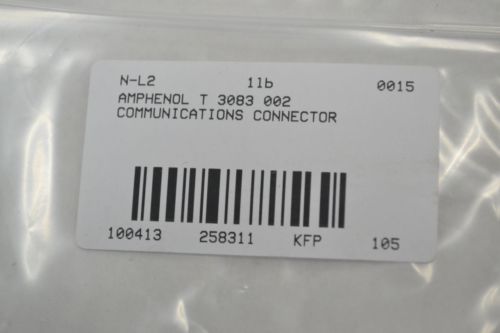 N-L2 1lb 0015
AMPHENOL T 3083 002
COMMUNICATIONS CONNECTOR
100413 258311 KFP 105